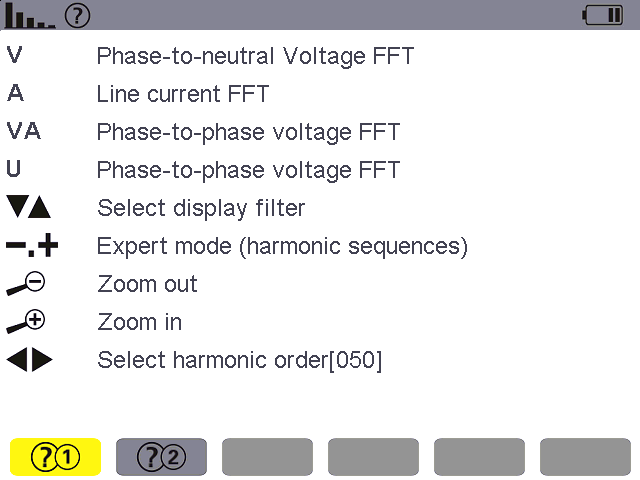 ?
V Phase-to-neutral Voltage FFT
A Line current FFT
VA Phase-to-phase voltage FFT
U Phase-to-phase voltage FFT
▼▲ Select display filter
−.+ Expert mode (harmonic sequences)
Zoom out
Zoom in
◀▶ Select harmonic order[050]
?1 ?2